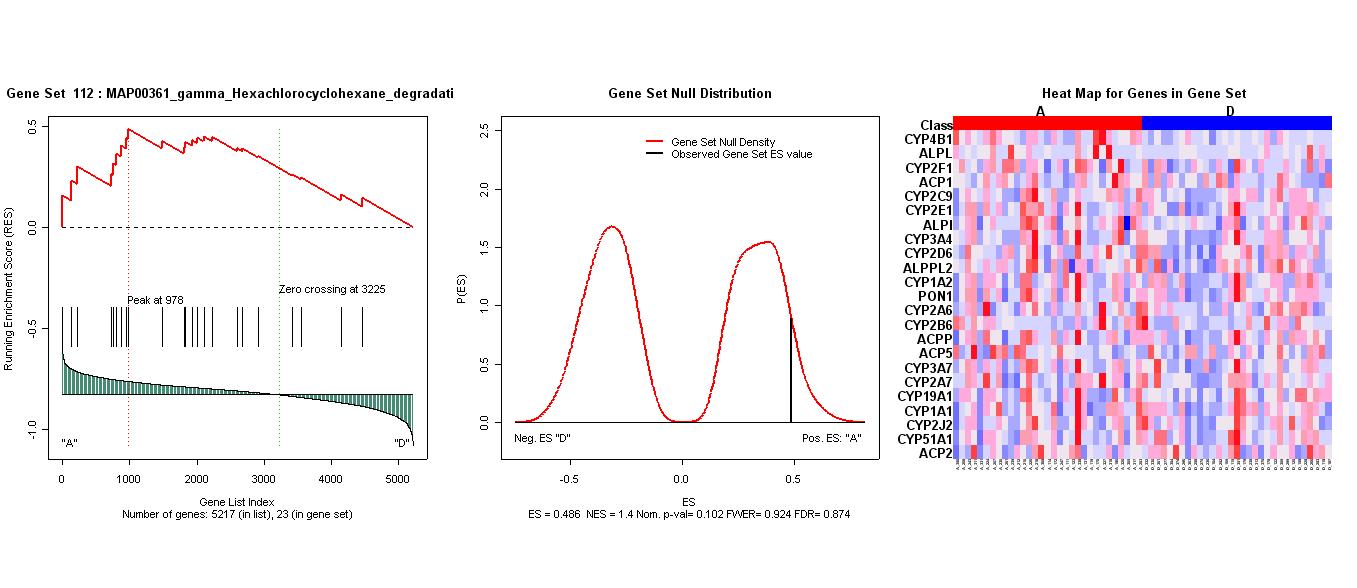 Gene Set 112 : MAP00361_gamma_Hexachlorocyclohexane_degradati
Running Enrichment Score (RES)
0.5
0.0
-0.5
-1.0
Peak at 978
Zero crossing at 3225
"A"
"D"
0 1000 2000 3000 4000 5000
Gene List Index
Number of genes: 5217 (in list), 23 (in gene set)
Gene Set Null Distribution
P(ES)
2.5
2.0
1.5
1.0
0.5
0.0
Gene Set Null Density
Observed Gene Set ES value
Neg. ES "D"
Pos. ES: "A"
-0.5 0.0 0.5
ES
ES = 0.486 NES = 1.4 Nom. p-val= 0.102 FWER= 0.924 FDR= 0.874
Heat Map for Genes in Gene Set
A D
Class
CYP4B1
ALPL
CYP2F1
ACP1
CYP2C9
CYP2E1
ALPI
CYP3A4
CYP2D6
ALPPL2
CYP1A2
PON1
CYP2A6
CYP2B6
ACPP
ACP5
CYP3A7
CYP2A7
CYP19A1
CYP1A1
CYP2J2
CYP51A1
ACP2